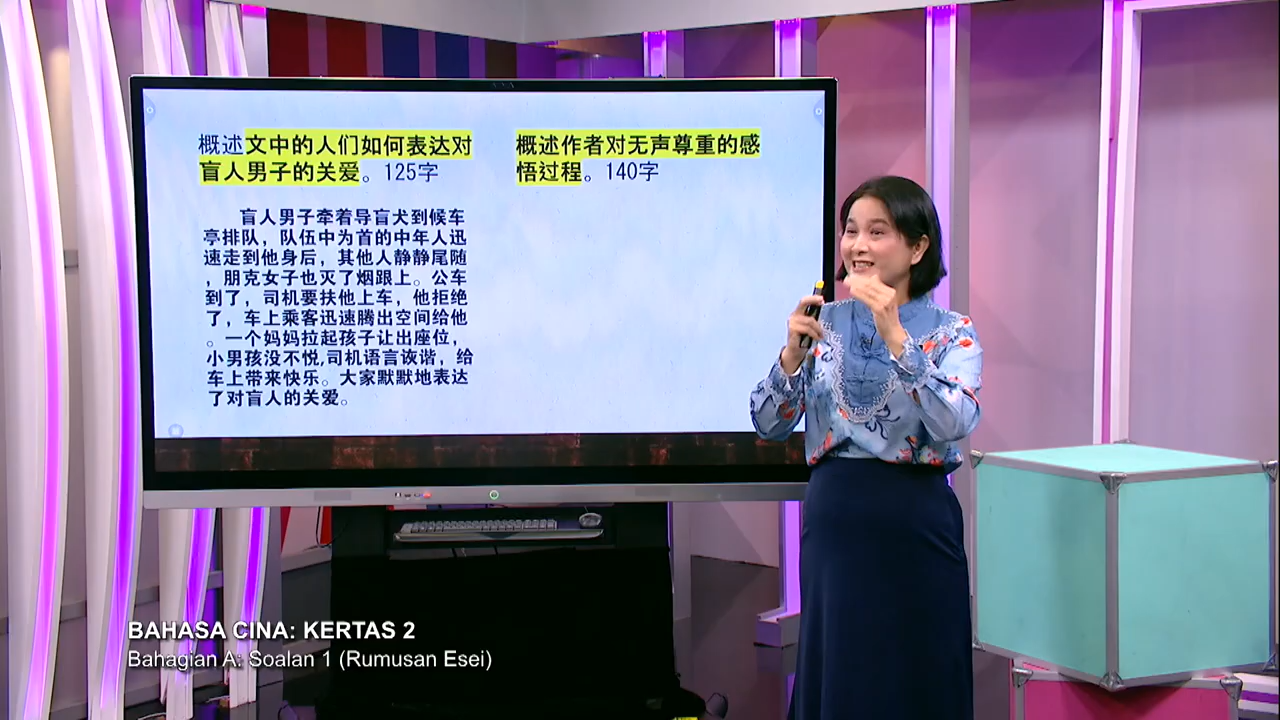 概述文中的人们如何表达对
盲人男子的关爱。125字
概述作者对无声尊重的感
悟过程。140字
盲人男子牵着导盲犬到候车
亭排队，队伍中为首的中年人迅
速走到他身后，其他人静静尾随
，朋克女子也灭了烟跟上。公车
到了，司机要扶他上车，他拒绝
了，车上乘客迅速腾出空间给他
。一个妈妈拉起孩子让出座位，
小男孩没不悦,司机语言诙谐，给
车上带来快乐。大家默默地表达
了对盲人的关爱。
BAHASA CINA: KERTAS 2
Bahagian A: Soalan 1 (Rumusan Esei)